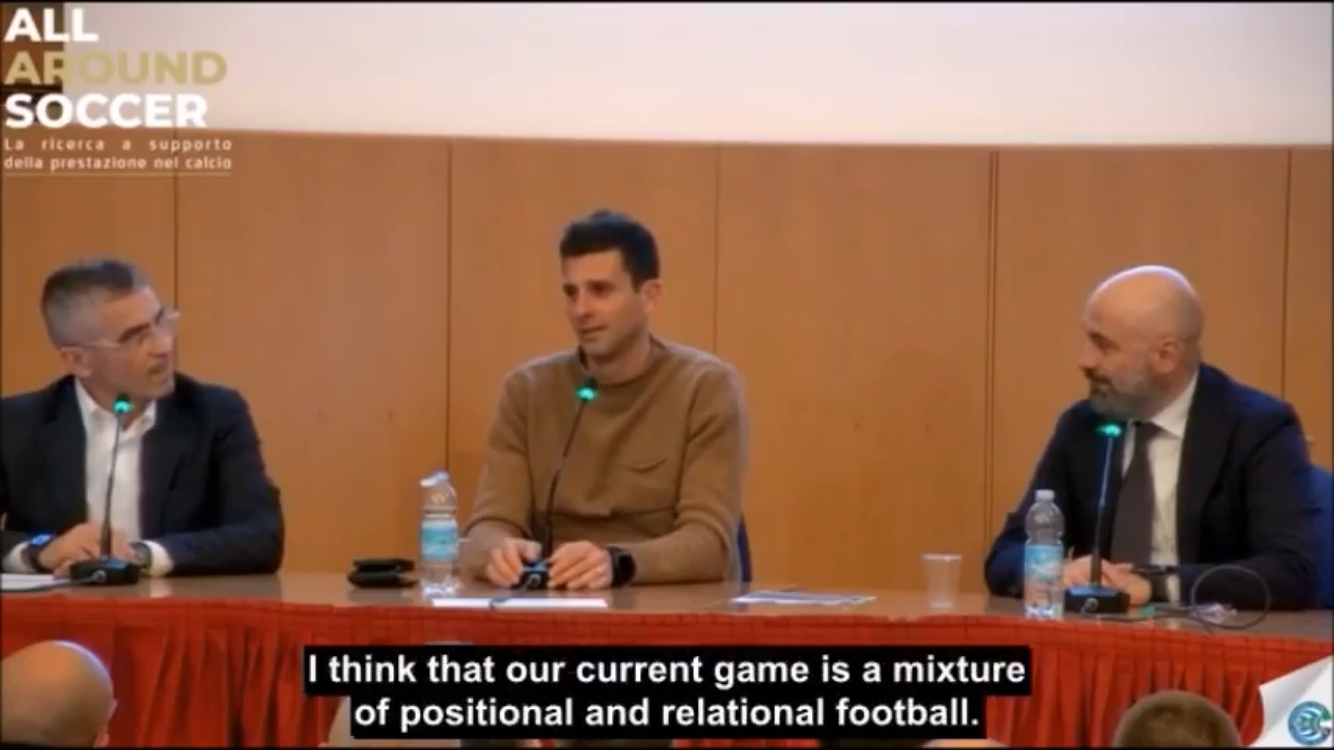 ALL
AROUND
SOCCER
La ricerca a supporto
della prestazione nel calcio
I think that our current game is a mixture
of positional and relational football.